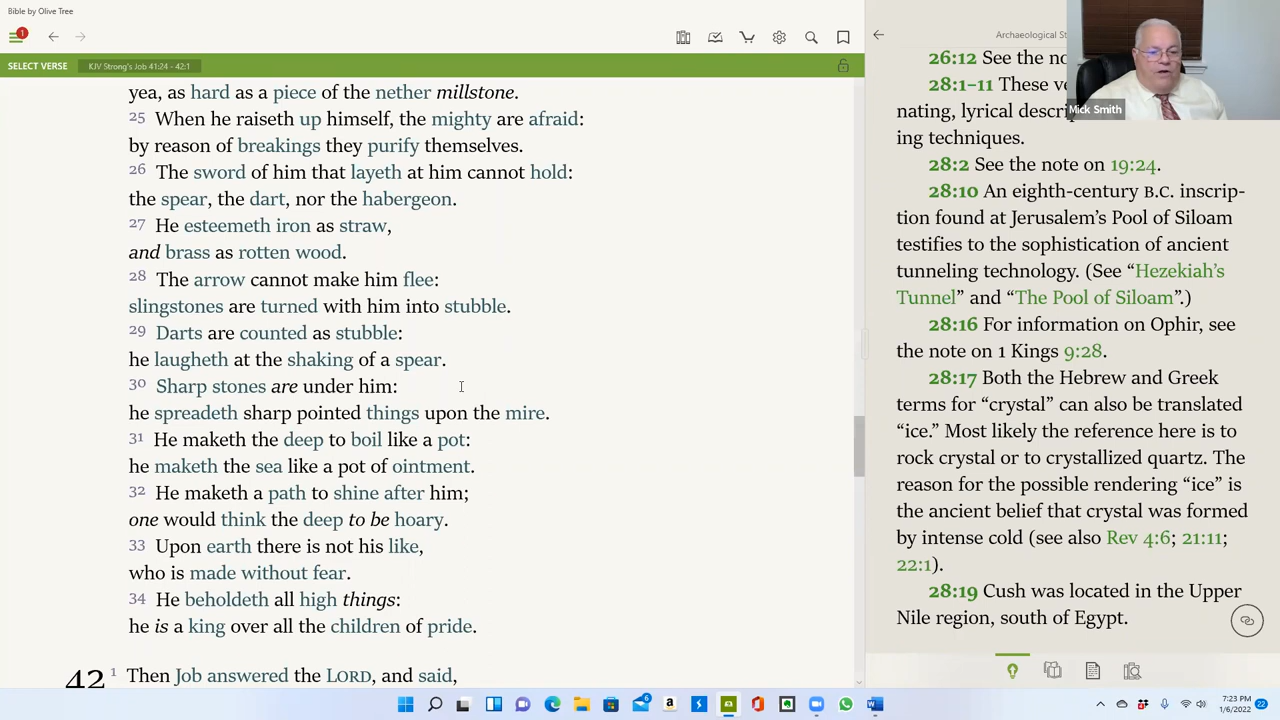 Bible by Olive Tree
1
SELECT VERSE
KJV Strong's Job 41:24 - 42:1
yea, as hard as a piece of the nether millstone.
25 When he raiseth up himself, the mighty are afraid:
by reason of breakings they purify themselves.
26 The sword of him that layeth at him cannot hold:
the spear, the dart, nor the habergeon.
27 He esteemeth iron as straw,
and brass as rotten wood.
28 The arrow cannot make him flee:
slingstones are turned with him into stubble.
29 Darts are counted as stubble:
he laugheth at the shaking of a spear.
30 Sharp stones are under him:
he spreadeth sharp pointed things upon the mire.
31 He maketh the deep to boil like a pot:
he maketh the sea like a pot of ointment.
32 He maketh a path to shine after him;
one would think the deep to be hoary.
33 Upon earth there is not his like,
who is made without fear.
34 He beholdeth all high things:
he is a king over all the children of pride.
42 1 Then Job answered the LORD, and said,
Archaeological St
26:12 See the no
28:1–11 These ve
nating, lyrical descrip
ing techniques.
28:2 See the note on 19:24.
28:10 An eighth-century B.C. inscrip-
tion found at Jerusalem's Pool of Siloam
testifies to the sophistication of ancient
tunneling technology. (See “Hezekiah's
Tunnel” and “The Pool of Siloam”.)
28:16 For information on Ophir, see
the note on 1 Kings 9:28.
28:17 Both the Hebrew and Greek
terms for “crystal” can also be translated
“ice.” Most likely the reference here is to
rock crystal or to crystallized quartz. The
reason for the possible rendering “ice” is
the ancient belief that crystal was formed
by intense cold (see also Rev 4:6; 21:11;
22:1).
28:19 Cush was located in the Upper
Nile region, south of Egypt.
Mick Smith
6
7:23 PM
1/6/2022
22